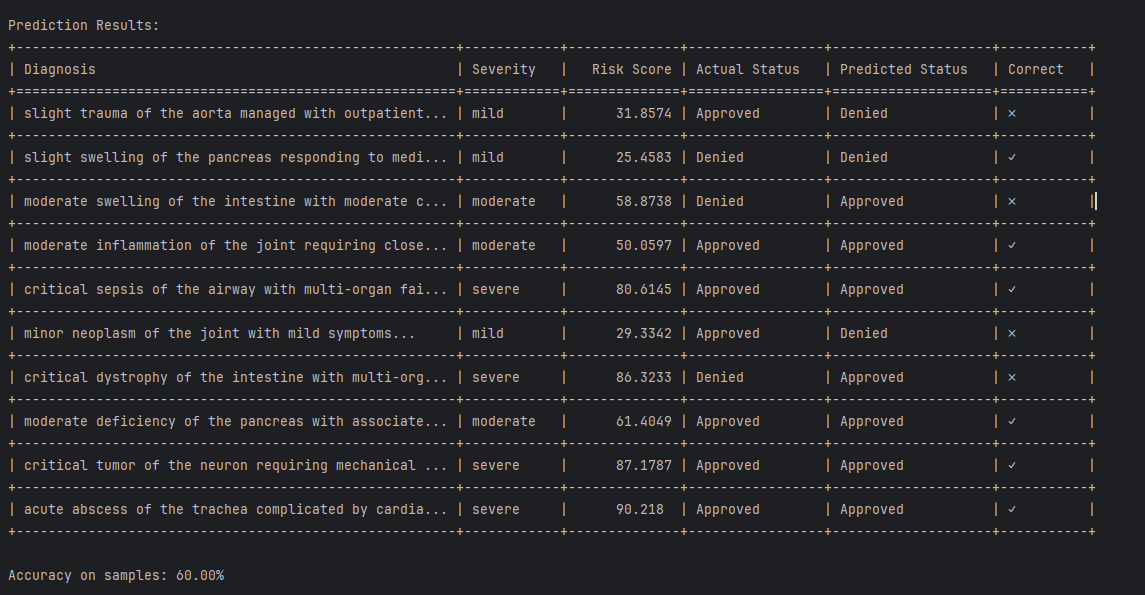 Prediction Results:
+-------------------------------------------------------+------------+--------------+-----------------+--------------------+-----------+
| Diagnosis                                             | Severity   |   Risk Score | Actual Status   | Predicted Status   | Correct   |
+=======================================================+============+==============+=================+====================+===========+
| slight trauma of the aorta managed with outpatient... | mild       |      31.8574 | Approved        | Denied             | ×         |
+-------------------------------------------------------+------------+--------------+-----------------+--------------------+-----------+
| slight swelling of the pancreas responding to medi... | mild       |      25.4583 | Denied          | Denied             | ✓         |
+-------------------------------------------------------+------------+--------------+-----------------+--------------------+-----------+
| moderate swelling of the intestine with moderate c... | moderate   |      58.8738 | Denied          | Approved           | ×         |
+-------------------------------------------------------+------------+--------------+-----------------+--------------------+-----------+
| moderate inflammation of the joint requiring close... | moderate   |      50.0597 | Approved        | Approved           | ✓         |
+-------------------------------------------------------+------------+--------------+-----------------+--------------------+-----------+
| critical sepsis of the airway with multi-organ fai... | severe     |      80.6145 | Approved        | Approved           | ✓         |
+-------------------------------------------------------+------------+--------------+-----------------+--------------------+-----------+
| minor neoplasm of the joint with mild symptoms...     | mild       |      29.3342 | Approved        | Denied             | ×         |
+-------------------------------------------------------+------------+--------------+-----------------+--------------------+-----------+
| critical dystrophy of the intestine with multi-org... | severe     |      86.3233 | Denied          | Approved           | ×         |
+-------------------------------------------------------+------------+--------------+-----------------+--------------------+-----------+
| moderate deficiency of the pancreas with associate... | moderate   |      61.4049 | Approved        | Approved           | ✓         |
+-------------------------------------------------------+------------+--------------+-----------------+--------------------+-----------+
| critical tumor of the neuron requiring mechanical ... | severe     |      87.1787 | Approved        | Approved           | ✓         |
+-------------------------------------------------------+------------+--------------+-----------------+--------------------+-----------+
| acute abscess of the trachea complicated by cardia... | severe     |      90.218  | Approved        | Approved           | ✓         |
+-------------------------------------------------------+------------+--------------+-----------------+--------------------+-----------+
Accuracy on samples: 60.00%